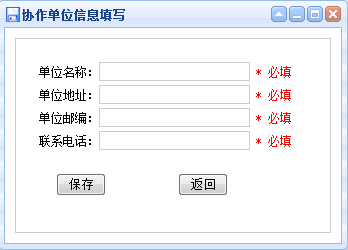 协作单位信息填写
单位名称： * 必填
单位地址： * 必填
单位邮编： * 必填
联系电话： * 必填
保存 返回